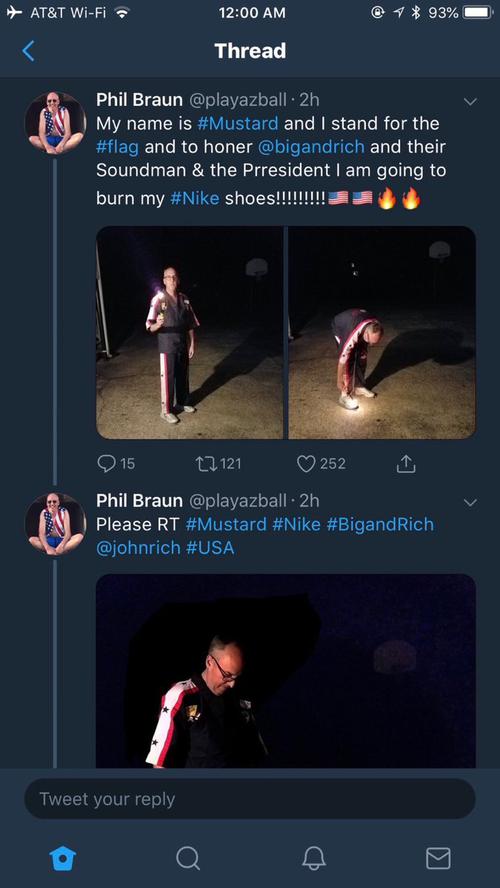 AT&T Wi-Fi 12:00 AM 93%
Thread
Phil Braun @playazball · 2h
My name is #Mustard and I stand for the
#flag and to honer @bigandrich and their
Soundman & the Prresident I am going to
burn my #Nike shoes!!!!!!!!!🇺🇸🇺🇸🔥🔥
15 121 252
Phil Braun @playazball · 2h
Please RT #Mustard #Nike #BigandRich
@johnrich #USA
Tweet your reply